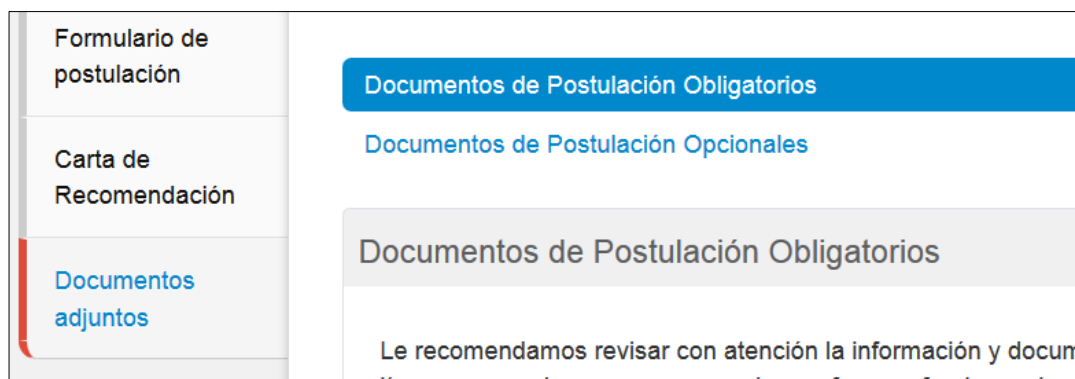 Formulario de
postulación
Carta de
Recomendación
Documentos
adjuntos
Documentos de Postulación Obligatorios
Documentos de Postulación Opcionales
Documentos de Postulación Obligatorios
Le recomendamos revisar con atención la información y